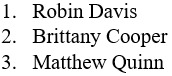 1. Robin Davis
2. Brittany Cooper
3. Matthew Quinn